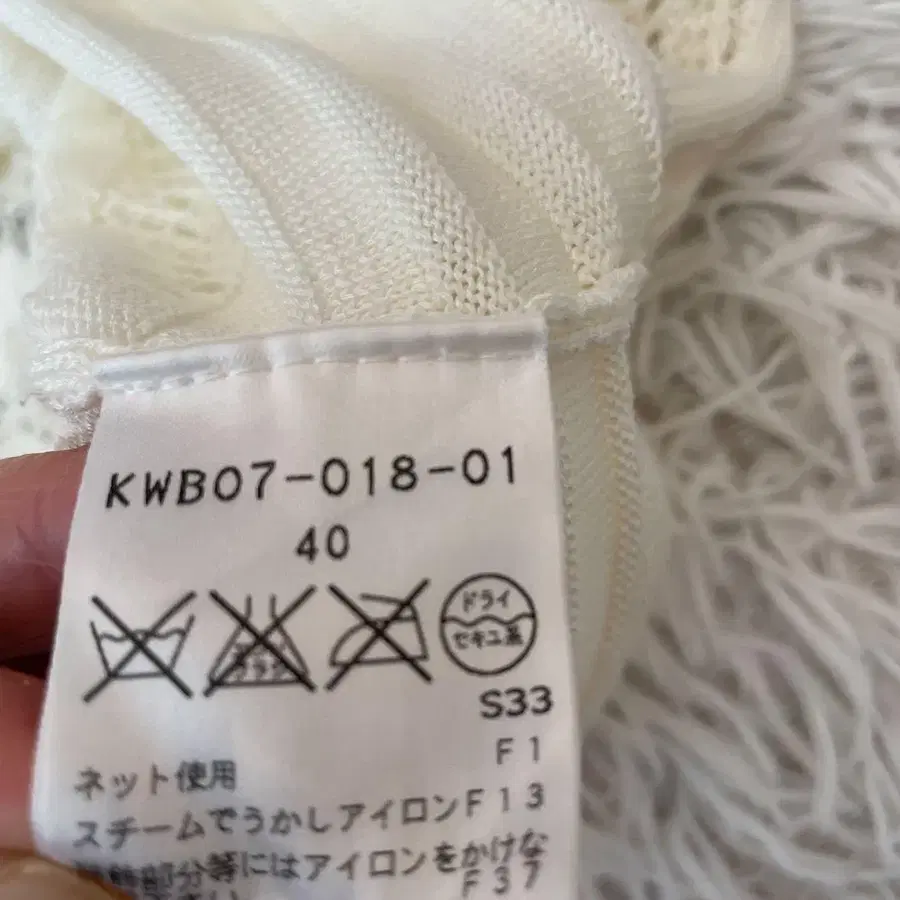 KWB07-018-01
40
ドライ
セキユ系
S33
F1
ネット使用
スチームでうかしアイロンF13
部分等にはアイロンをかけな
F37